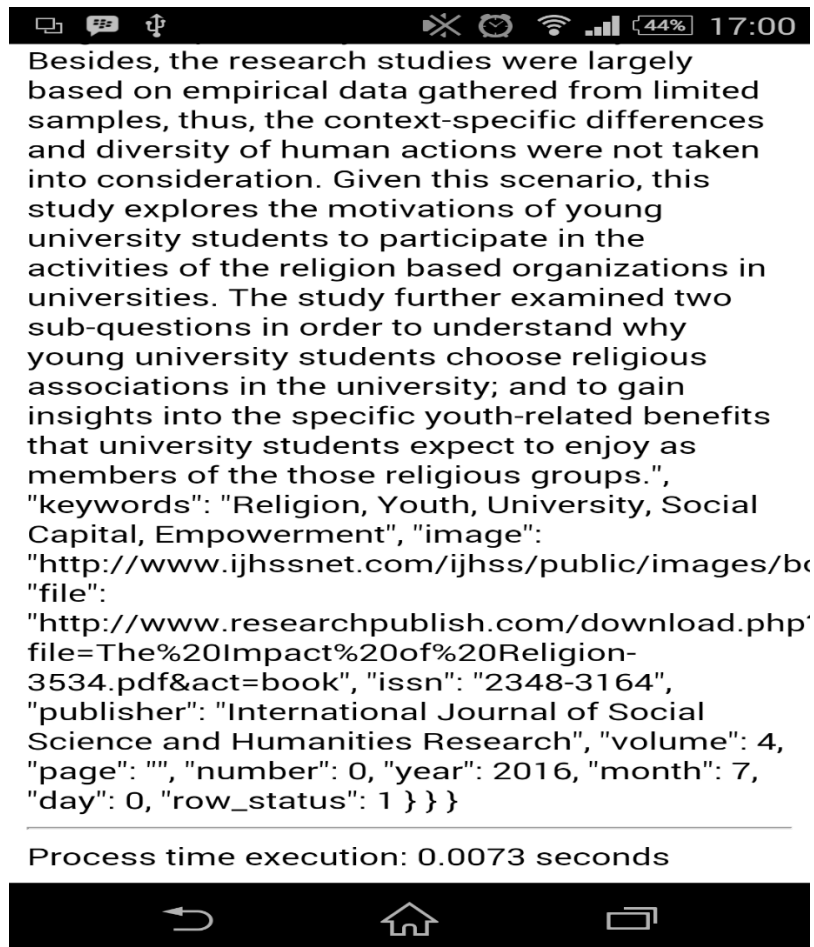 44% 17:00
Besides, the research studies were largely
based on empirical data gathered from limited
samples, thus, the context-specific differences
and diversity of human actions were not taken
into consideration. Given this scenario, this
study explores the motivations of young
university students to participate in the
activities of the religion based organizations in
universities. The study further examined two
sub-questions in order to understand why
young university students choose religious
associations in the university; and to gain
insights into the specific youth-related benefits
that university students expect to enjoy as
members of the those religious groups.",
"keywords": "Religion, Youth, University, Social
Capital, Empowerment", "image":
"http://www.ijhssnet.com/ijhss/public/images/bo
"file":
"http://www.researchpublish.com/download.php?
file=The%20Impact%20of%20Religion-
3534.pdf&act=book", "issn": "2348-3164",
"publisher": "International Journal of Social
Science and Humanities Research", "volume": 4,
"page": "", "number": 0, "year": 2016, "month": 7,
"day": 0, "row_status": 1 } } }
Process time execution: 0.0073 seconds